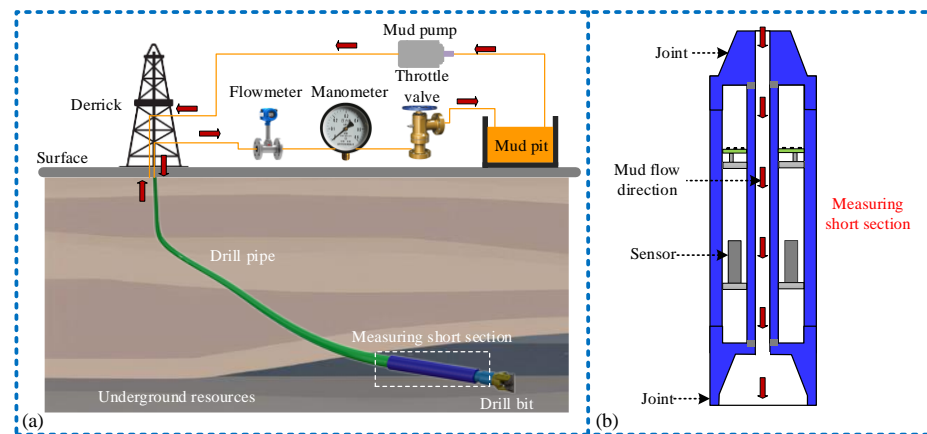 Mud pump
Throttle
valve
Flowmeter
Manometer
Derrick
Mud pit
Surface
Drill pipe
Measuring short section
Underground resources
Drill bit
(a)
Joint
Mud flow
direction
Measuring
short section
Sensor
Joint
(b)